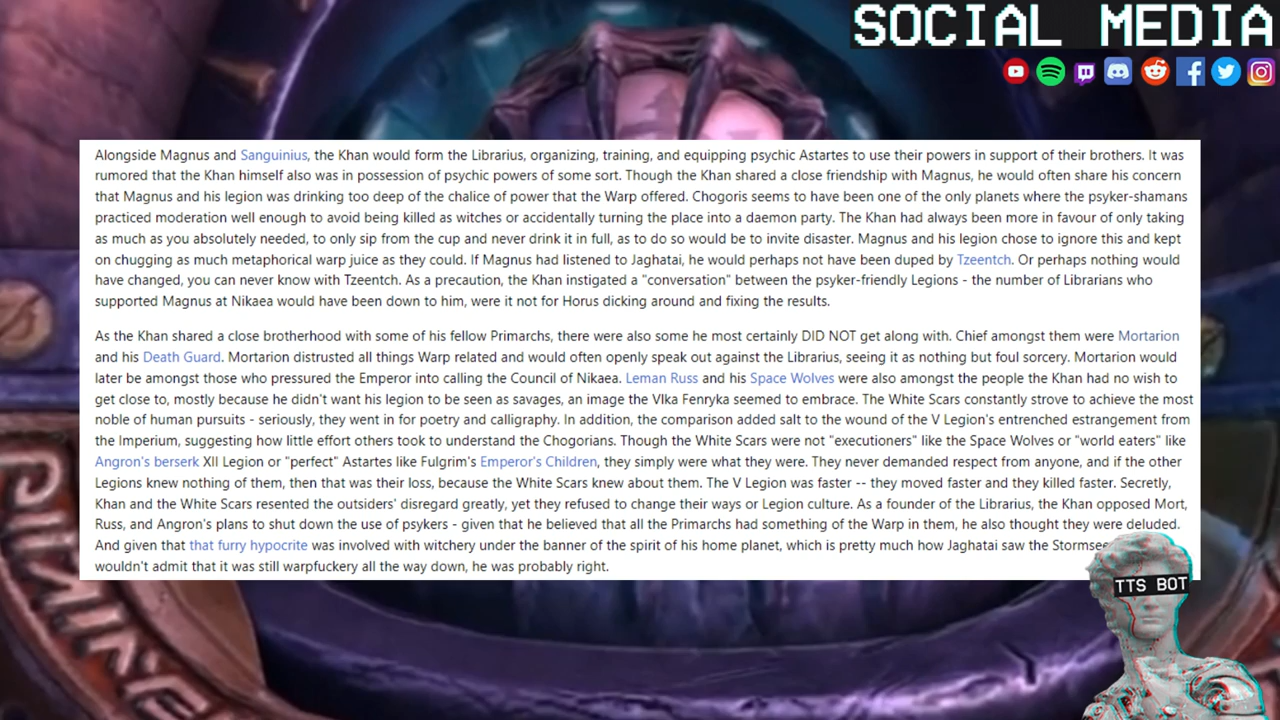 SOCIAL MEDIA
Alongside Magnus and Sanguinius, the Khan would form the Librarius, organizing, training, and equipping psychic Astartes to use their powers in support of their brothers. It was
rumored that the Khan himself also was in possession of psychic powers of some sort. Though the Khan shared a close friendship with Magnus, he would often share his concern
that Magnus and his legion was drinking too deep of the chalice of power that the Warp offered. Chogoris seems to have been one of the only planets where the psyker-shamans
practiced moderation well enough to avoid being killed as witches or accidentally turning the place into a daemon party. The Khan had always been more in favour of only taking
as much as you absolutely needed, to only sip from the cup and never drink it in full, as to do so would be to invite disaster. Magnus and his legion chose to ignore this and kept
on chugging as much metaphorical warp juice as they could. If Magnus had listened to Jaghatai, he would perhaps not have been duped by Tzeentch. Or perhaps nothing would
have changed, you can never know with Tzeentch. As a precaution, the Khan instigated a "conversation" between the psyker-friendly Legions - the number of Librarians who
supported Magnus at Nikaea would have been down to him, were it not for Horus dicking around and fixing the results.
As the Khan shared a close brotherhood with some of his fellow Primarchs, there were also some he most certainly DID NOT get along with. Chief amongst them were Mortarion
and his Death Guard. Mortarion distrusted all things Warp related and would often openly speak out against the Librarius, seeing it as nothing but foul sorcery. Mortarion would
later be amongst those who pressured the Emperor into calling the Council of Nikaea. Leman Russ and his Space Wolves were also amongst the people the Khan had no wish to
get close to, mostly because he didn't want his legion to be seen as savages, an image the Vlka Fenryka seemed to embrace. The White Scars constantly strove to achieve the most
noble of human pursuits - seriously, they went in for poetry and calligraphy. In addition, the comparison added salt to the wound of the V Legion's entrenched estrangement from
the Imperium, suggesting how little effort others took to understand the Chogorians. Though the White Scars were not "executioners" like the Space Wolves or "world eaters" like
Angron's berserk XII Legion or "perfect" Astartes like Fulgrim's Emperor's Children, they simply were what they were. They never demanded respect from anyone, and if the other
Legions knew nothing of them, then that was their loss, because the White Scars knew about them. The V Legion was faster -- they moved faster and they killed faster. Secretly,
Khan and the White Scars resented the outsiders' disregard greatly, yet they refused to change their ways or Legion culture. As a founder of the Librarius, the Khan opposed Mort,
Russ, and Angron's plans to shut down the use of psykers - given that he believed that all the Primarchs had something of the Warp in them, he also thought they were deluded.
And given that that furry hypocrite was involved with witchery under the banner of the spirit of his home planet, which is pretty much how Jaghatai saw the
wouldn't admit that it was still warpfuckery all the way down, he was probably right.
TTS BOT